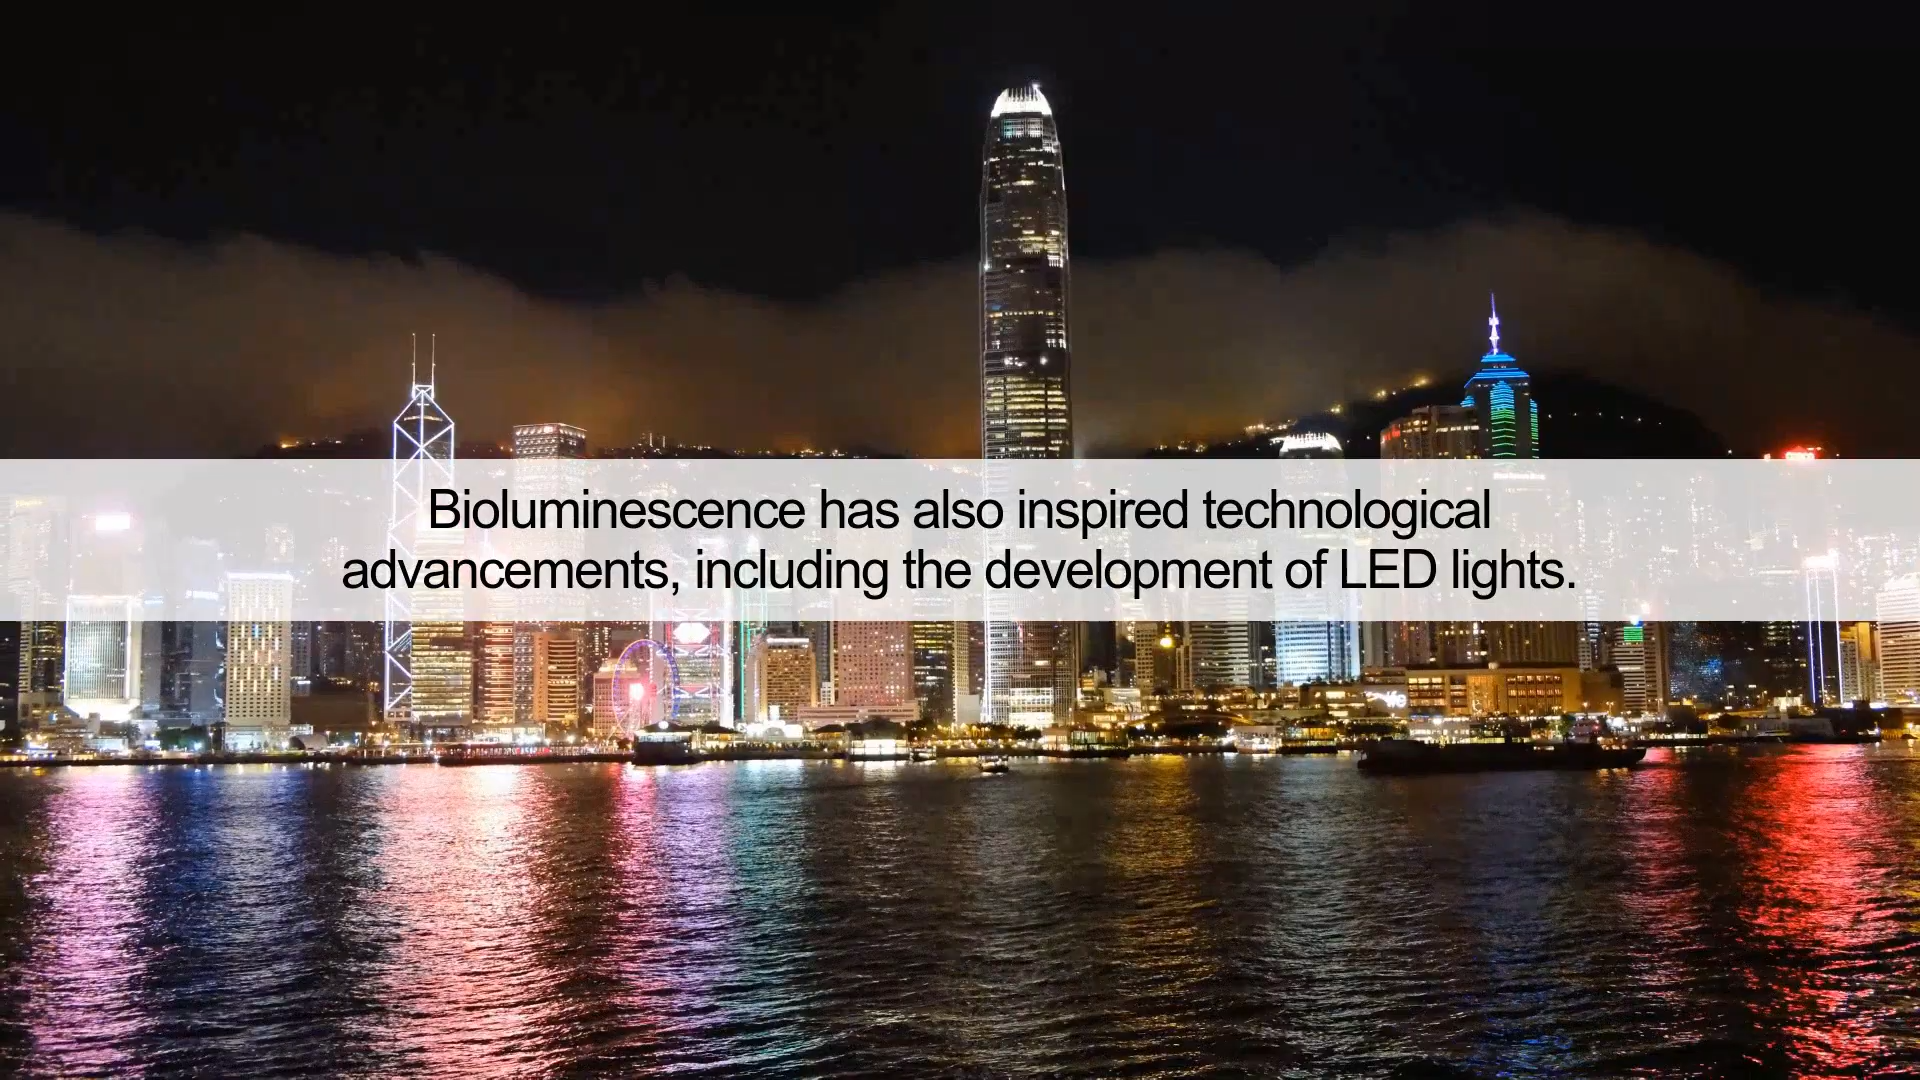 Bioluminescence has also inspired technological
advancements, including the development of LED lights.